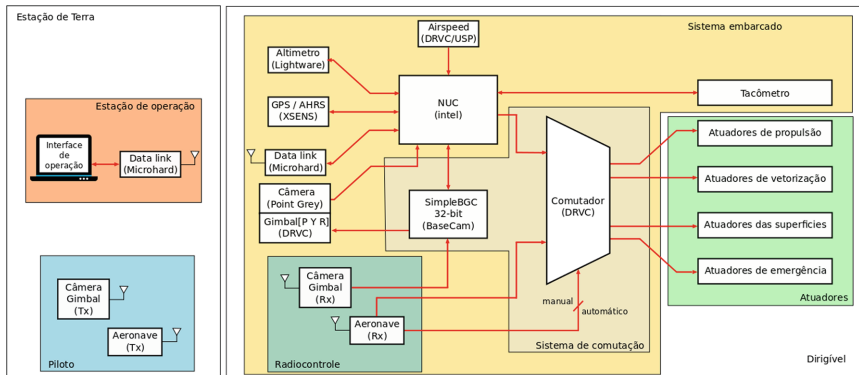 Estação de Terra
Estação de operação
Interface
de
operação
Data link
(Microhard)
Câmera
Gimbal
(Tx)
Aeronave
(Tx)
Piloto
Sistema embarcado
Airspeed
(DRVC/USP)
Altimetro
(Lightware)
GPS / AHRS
(XSENS)
Data link
(Microhard)
Câmera
(Point Grey)
Gimbal[P Y R]
(DRVC)
NUC
(intel)
SimpleBGC
32-bit
(BaseCam)
Câmera
Gimbal
(Rx)
Aeronave
(Rx)
Radiocontrole
Comutador
(DRVC)
manual
automático
Sistema de comutação
Tacômetro
Atuadores de propulsão
Atuadores de vetorização
Atuadores das superficies
Atuadores de emergência
Atuadores
Dirigível